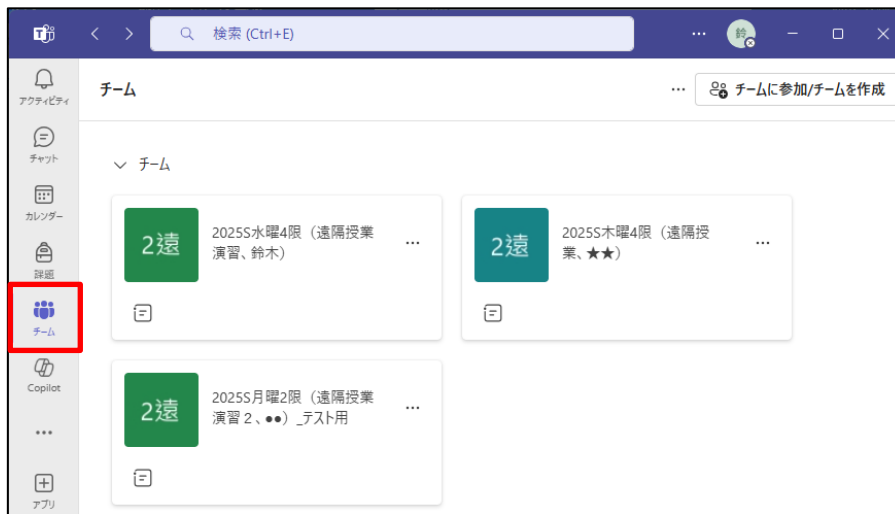 検索 (Ctrl+E)
鈴
アクティビティ
チャット
カレンダー
課題
チーム
Copilot
アプリ
チーム
チームに参加/チームを作成
チーム
2遠
2025S水曜4限（遠隔授業
演習、鈴木）
2遠
2025S木曜4限（遠隔授
業、★★）
2遠
2025S月曜2限（遠隔授業
演習２、●●）_テスト用